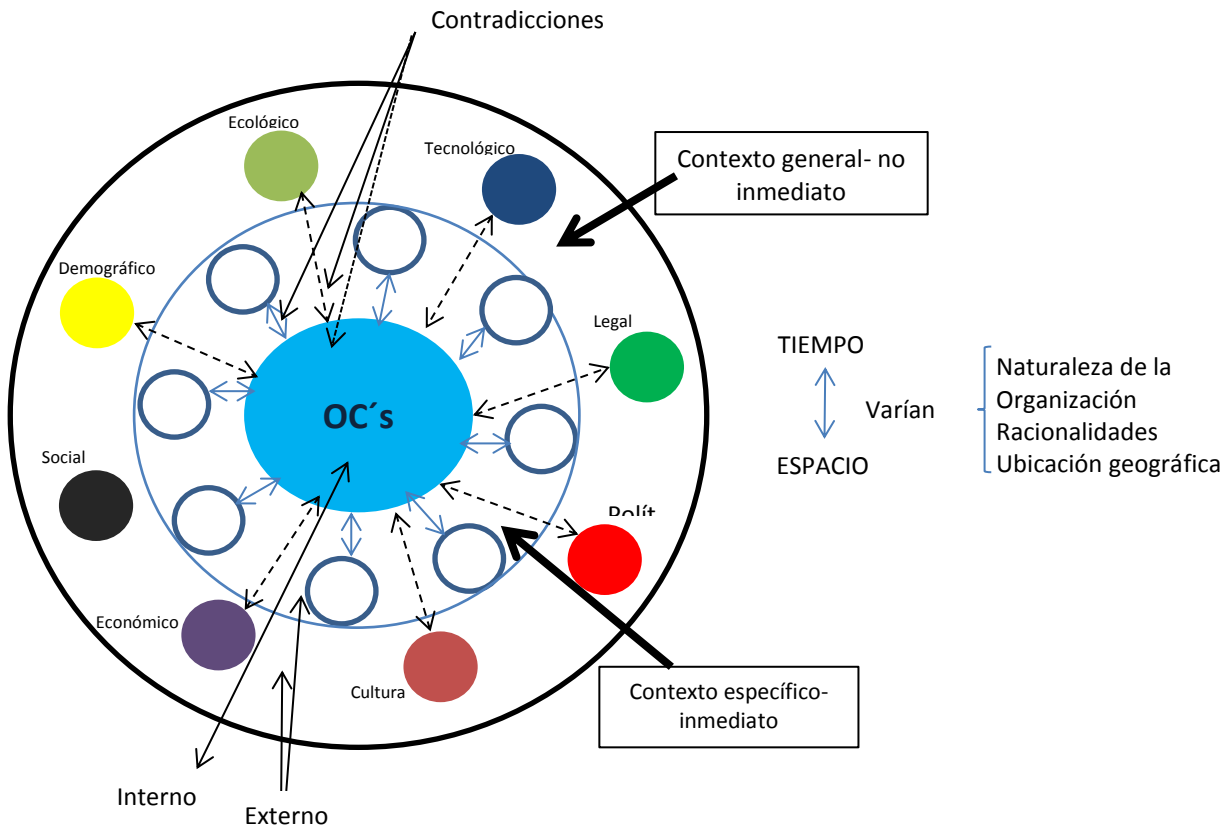 Contradicciones
Ecológico
Tecnológico
Contexto general- no
inmediato
Demográfico
Legal
TIEMPO
Varían
ESPACIO
Naturaleza de la
Organización
Racionalidades
Ubicación geográfica
OC´s
Social
Polít
Económico
Cultura
Contexto específico-
inmediato
Interno
Externo